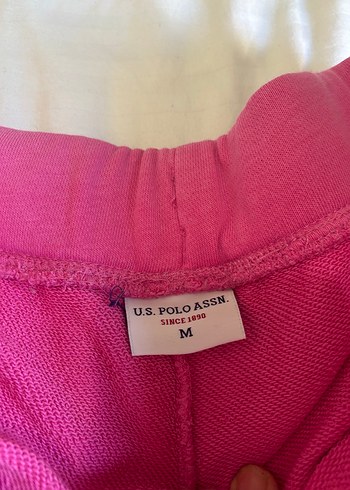 U.S. POLO ASSN.
SINCE 1890
M